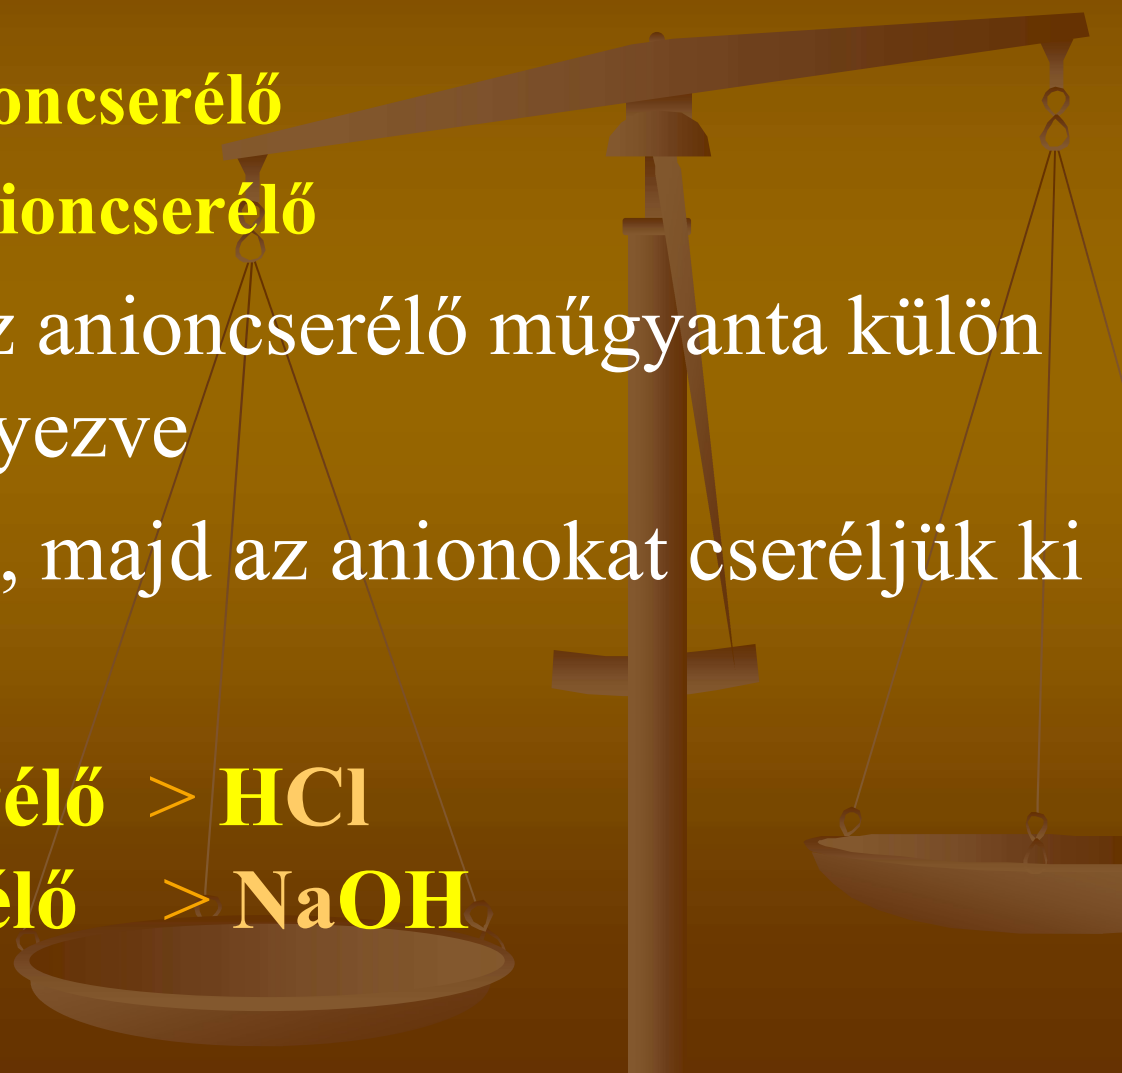 oncserélő
ioncserélő
z anioncserélő műgyanta külön
yezve
, majd az anionokat cseréljük ki
élő > HCl
élő > NaOH